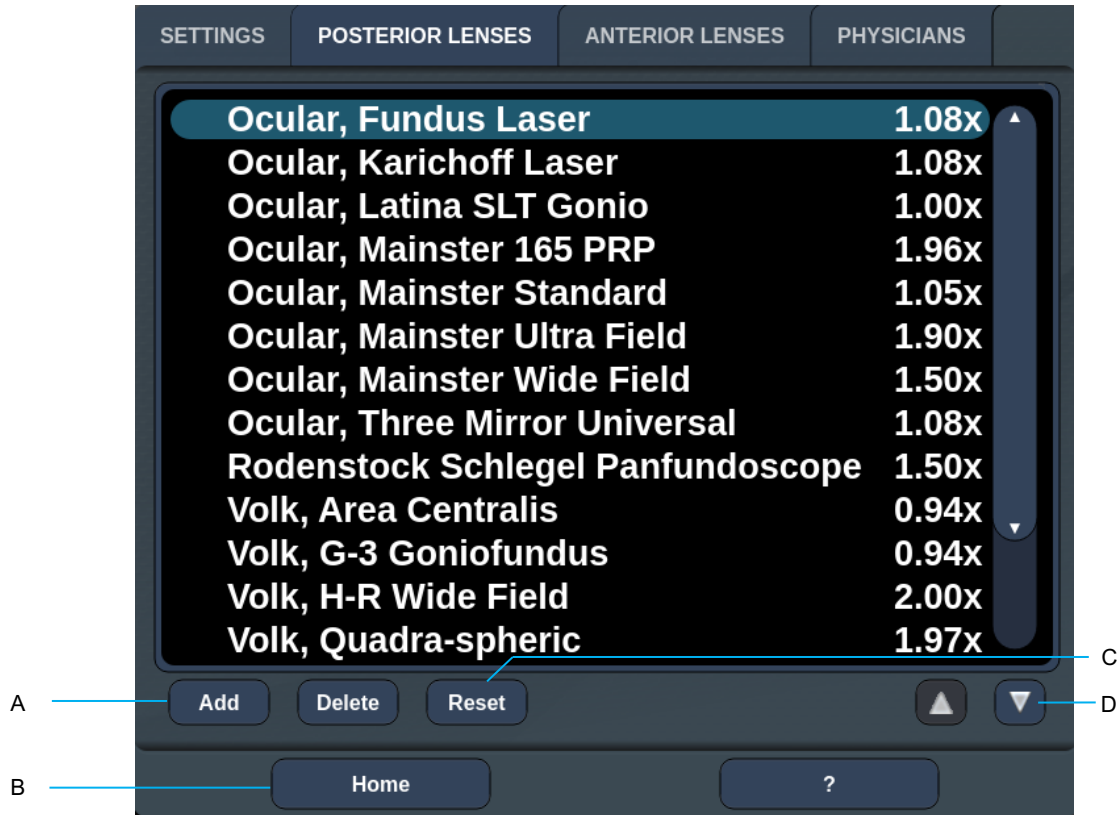 SETTINGS POSTERIOR LENSES ANTERIOR LENSES PHYSICIANS
Ocular, Fundus Laser 1.08x
Ocular, Karichoff Laser 1.08x
Ocular, Latina SLT Gonio 1.00x
Ocular, Mainster 165 PRP 1.96x
Ocular, Mainster Standard 1.05x
Ocular, Mainster Ultra Field 1.90x
Ocular, Mainster Wide Field 1.50x
Ocular, Three Mirror Universal 1.08x
Rodenstock Schlegel Panfundoscope 1.50x
Volk, Area Centralis 0.94x
Volk, G-3 Goniofundus 0.94x
Volk, H-R Wide Field 2.00x
Volk, Quadra-spheric 1.97x
C
A Add Delete Reset D
B Home ?